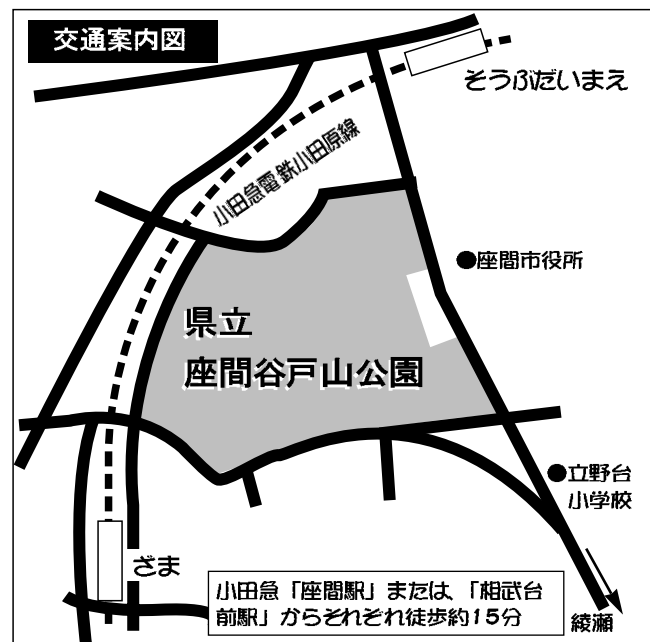 交通案内図
そうぶだいまえ
小田急電鉄小田原線
●座間市役所
県立
座間谷戸山公園
●立野台
小学校
ざま
小田急「座間駅」または、「相武台
前駅」からそれぞれ徒歩約15分
綾瀬